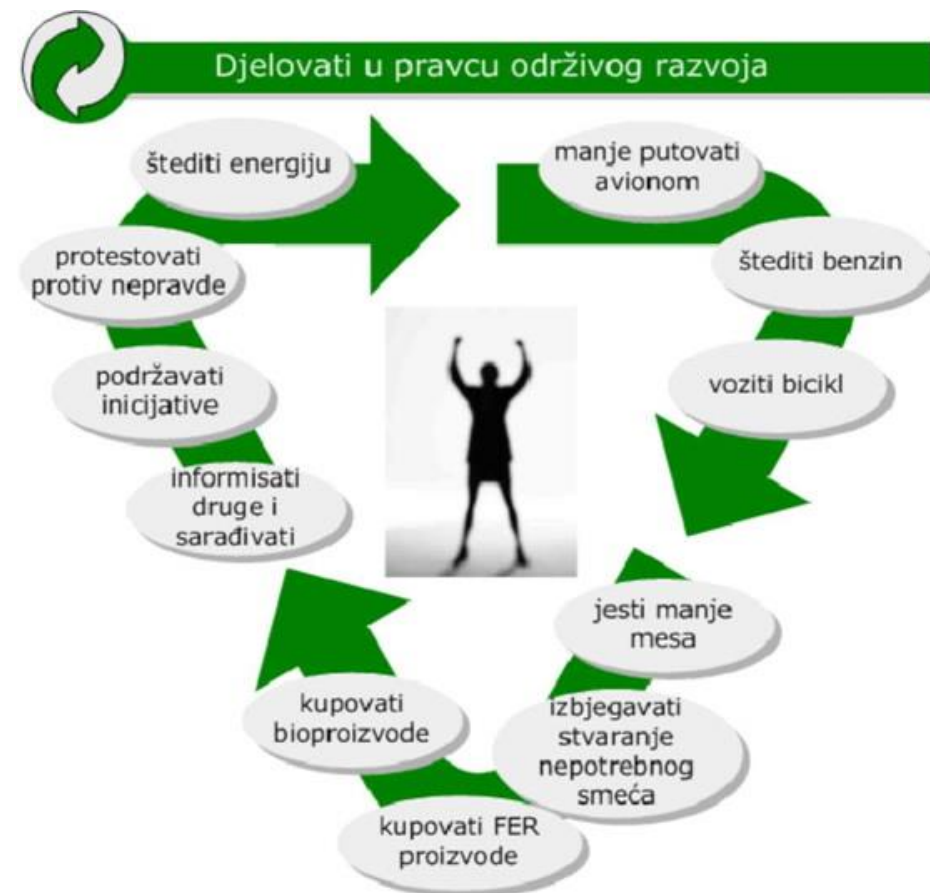 Djelovati u pravcu održivog razvoja
štediti energiju
manje putovati
avionom
štediti benzin
voziti bicikl
jesti manje
mesa
izbjegavati
stvaranje
nepotrebnog
smeća
kupovati FER
proizvode
kupovati
bioproizvode
informisati
druge i
sarađivati
podržavati
inicijative
protestovati
protiv nepravde